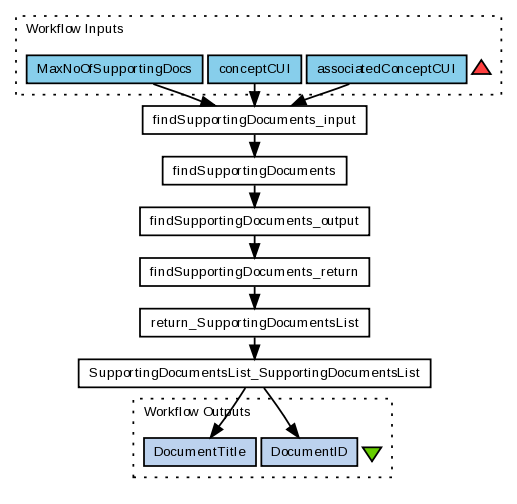 Workflow Inputs
MaxNoOfSupportingDocs conceptCUI associatedConceptCUI
findSupportingDocuments_input
findSupportingDocuments
findSupportingDocuments_output
findSupportingDocuments_return
return_SupportingDocumentsList
SupportingDocumentsList_SupportingDocumentsList
Workflow Outputs
DocumentTitle DocumentID